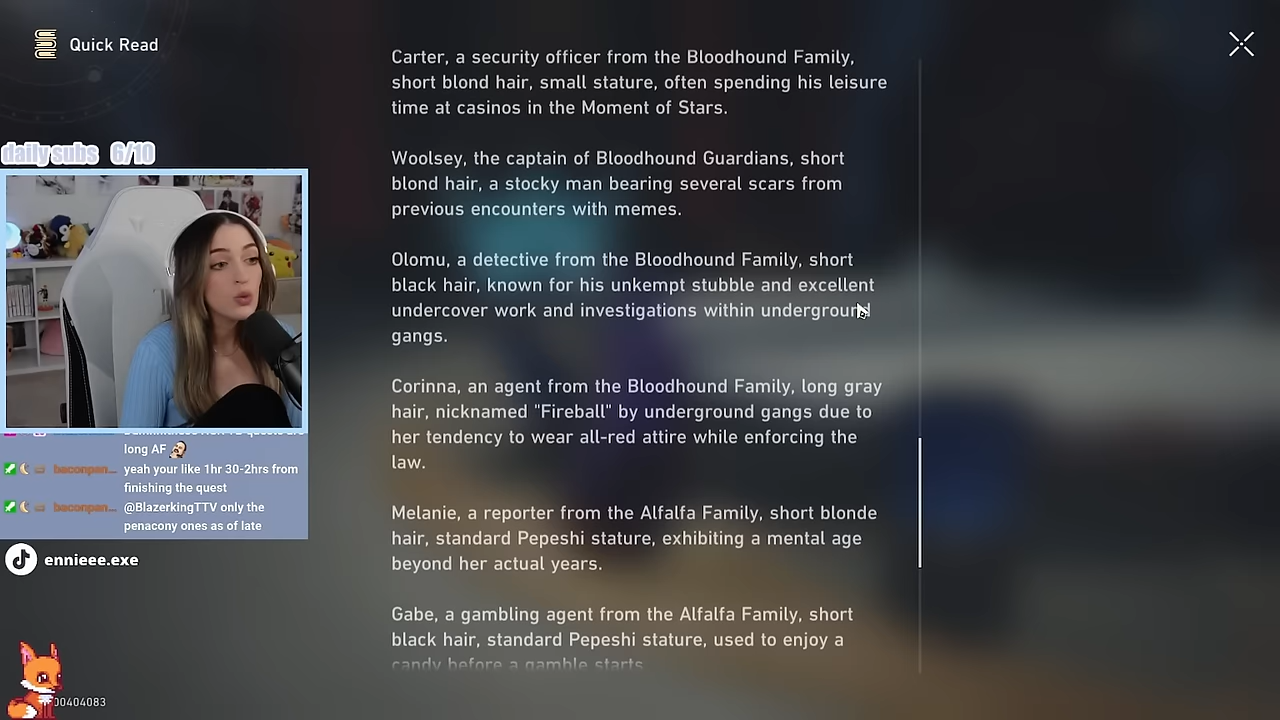 Quick Read
Carter, a security officer from the Bloodhound Family,
short blond hair, small stature, often spending his leisure
time at casinos in the Moment of Stars.
Woolsey, the captain of Bloodhound Guardians, short
blond hair, a stocky man bearing several scars from
previous encounters with memes.
Olomu, a detective from the Bloodhound Family, short
black hair, known for his unkempt stubble and excellent
undercover work and investigations within underground
gangs.
Corinna, an agent from the Bloodhound Family, long gray
hair, nicknamed "Fireball" by underground gangs due to
her tendency to wear all-red attire while enforcing the
law.
Melanie, a reporter from the Alfalfa Family, short blonde
hair, standard Pepeshi stature, exhibiting a mental age
beyond her actual years.
Gabe, a gambling agent from the Alfalfa Family, short
black hair, standard Pepeshi stature, used to enjoy a
candy before a gamble starts
daily subs 6/10
long AF
baconpan... yeah your like 1hr 30-2hrs from
finishing the quest
baconpan... @BlazerkingTTV only the
penacony ones as of late
ennieee.exe
00404083